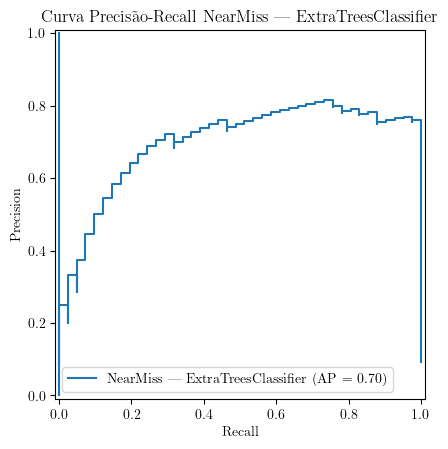 Curva Precisão-Recall NearMiss — ExtraTreesClassifier
1.0
0.8
0.6
0.4
0.2
0.0
Precision
NearMiss — ExtraTreesClassifier (AP = 0.70)
0.0 0.2 0.4 0.6 0.8 1.0
Recall